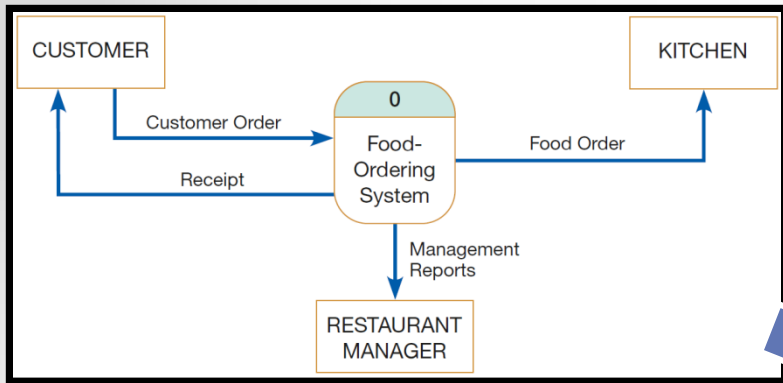 CUSTOMER
KITCHEN
0
Customer Order
Food-
Ordering
System
Food Order
Receipt
Management
Reports
RESTAURANT
MANAGER